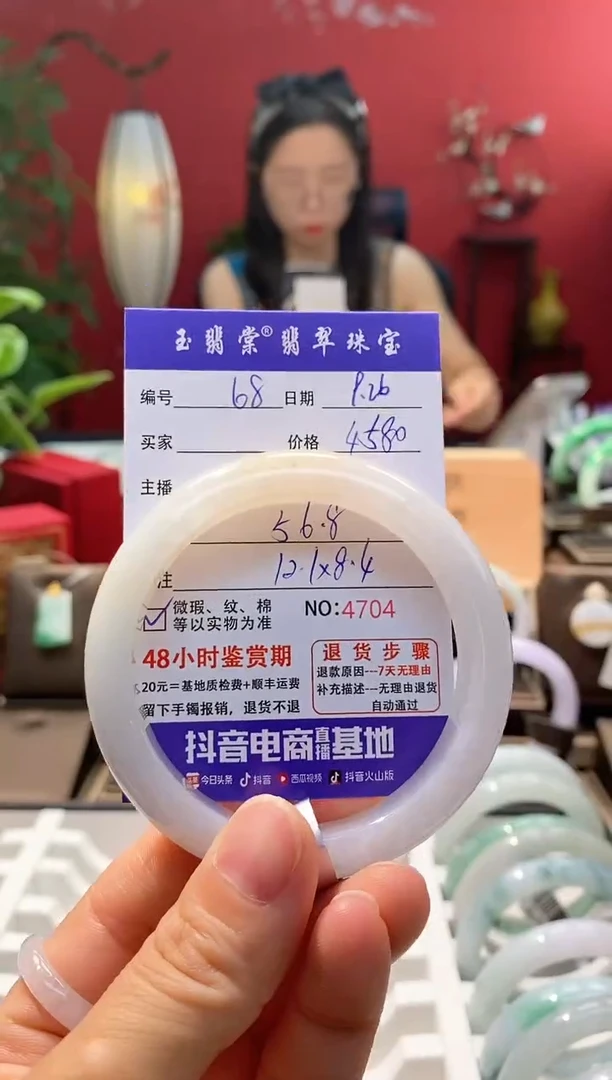 玉翡棠®翡翠珠宝
编号 68 日期 9.26
买家 价格 4580
主播
56.8
注 12.1x8.4
微瑕、纹、棉
等以实物为准
NO:4704
48小时鉴赏期
20元=基地质检费+顺丰运费
留下手镯报销，退货不退
退货步骤
退款原因---7天无理由
补充描述---无理由退货
自动通过
抖音电商直播基地
今日头条 抖音 西瓜视频 抖音火山版